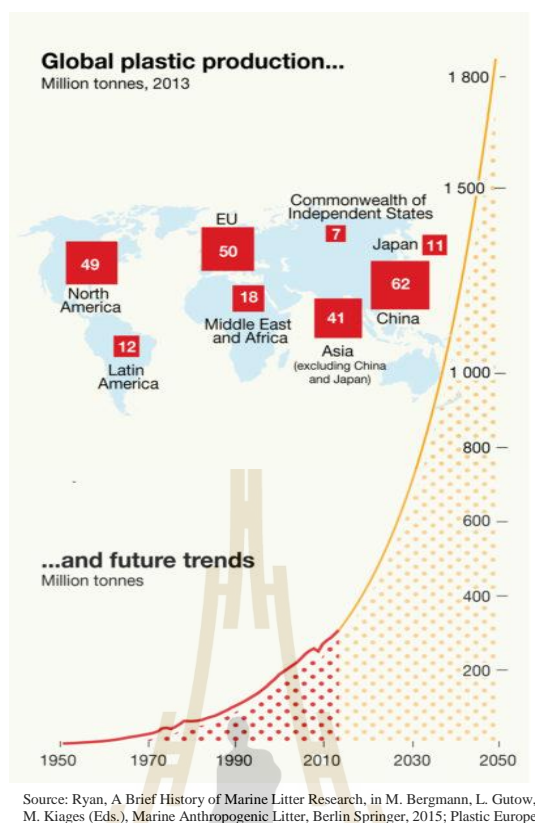 Global plastic production...
Million tonnes, 2013
1 800
1 500
Commonwealth of
Independent States
7
EU
50
Japan 11
49
North
America
18
Middle East
and Africa
62
China
41
Asia
(excluding China
and Japan)
12
Latin
America
1 000
800
600
...and future trends
Million tonnes
400
200
1950 1970 1990 2010 2030 2050
Source: Ryan, A Brief History of Marine Litter Research, in M. Bergmann, L. Gutow,
M. Kiages (Eds.), Marine Anthropogenic Litter, Berlin Springer, 2015; Plastic Europe